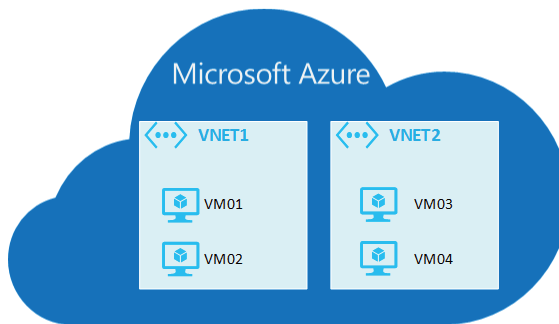 Microsoft Azure
VNET1
VM01
VM02
VNET2
VM03
VM04